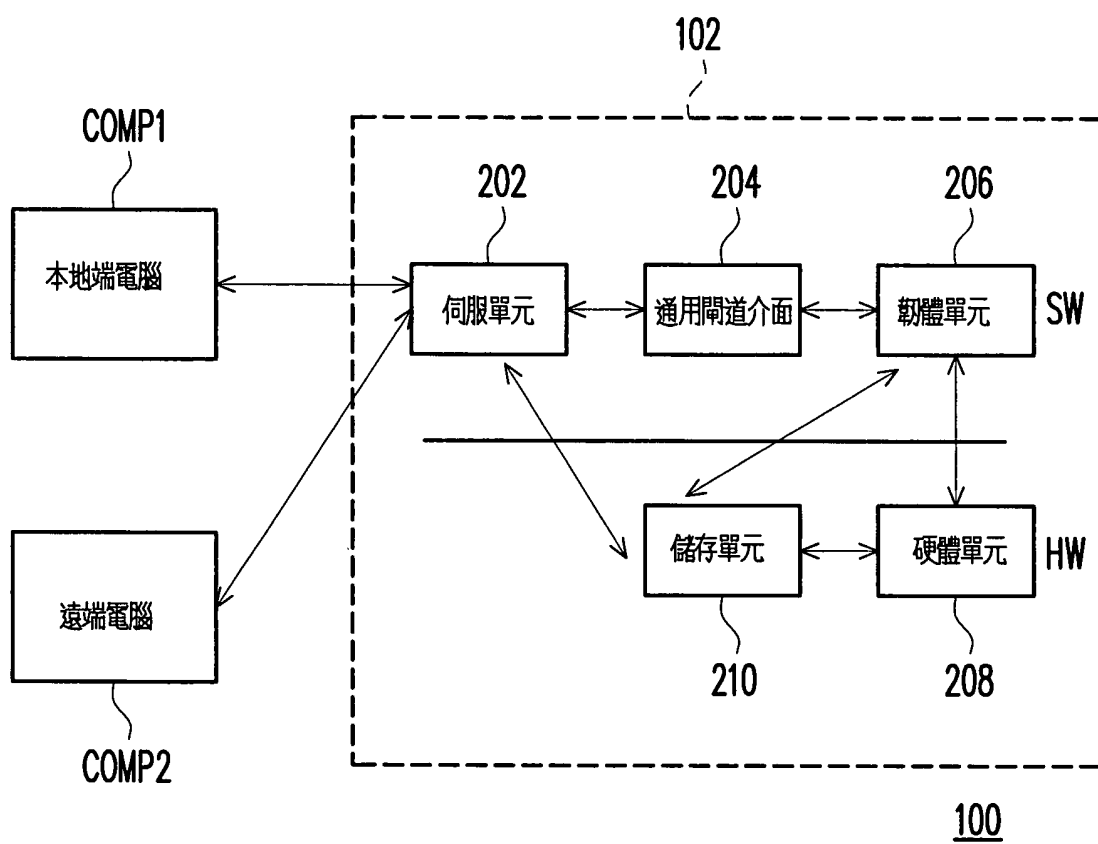 102
COMP1
202
204
206
本地端電腦
伺服單元
通用閘道介面
韌體單元
SW
儲存單元
硬體單元
HW
遠端電腦
210
208
COMP2
100